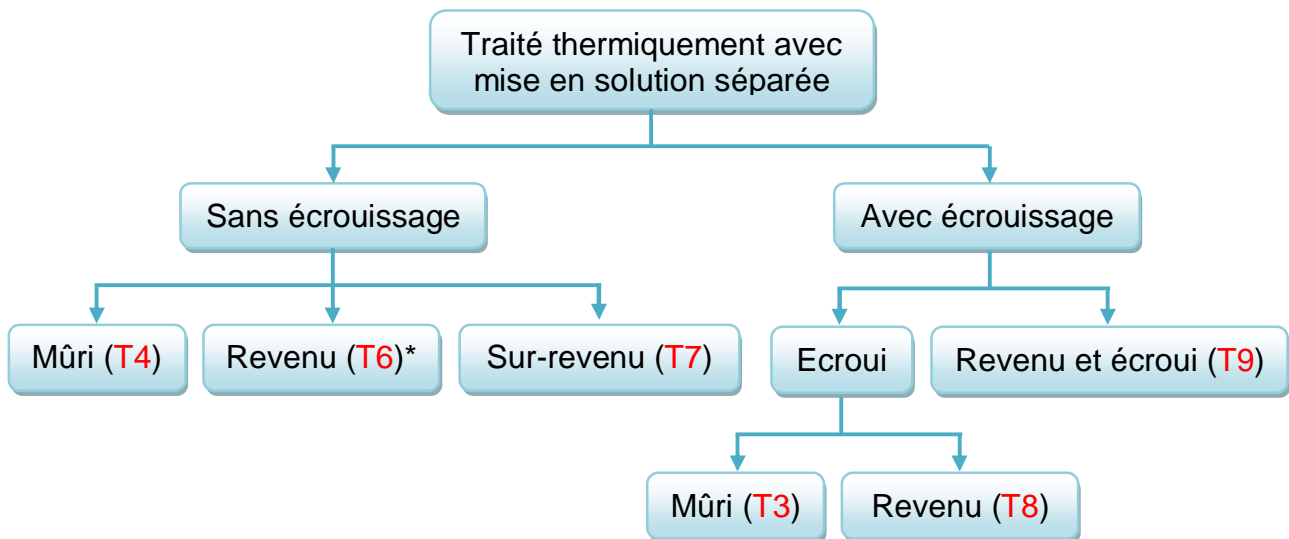 Traité thermiquement avec
mise en solution séparée
Sans écrouissage
Avec écrouissage
Mûri (T4)
Revenu (T6)*
Sur-revenu (T7)
Ecroui
Revenu et écroui (T9)
Mûri (T3)
Revenu (T8)